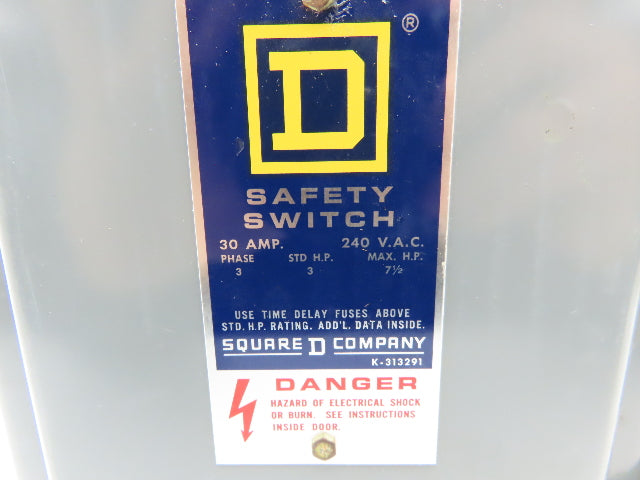 ®
D
SAFETY
SWITCH
30 AMP. 240 V.A.C.
PHASE STD H.P. MAX. H.P.
3 3 7½
USE TIME DELAY FUSES ABOVE
STD. H.P. RATING. ADD'L. DATA INSIDE.
SQUARE D COMPANY
K-313291
DANGER
HAZARD OF ELECTRICAL SHOCK
OR BURN. SEE INSTRUCTIONS
INSIDE DOOR.